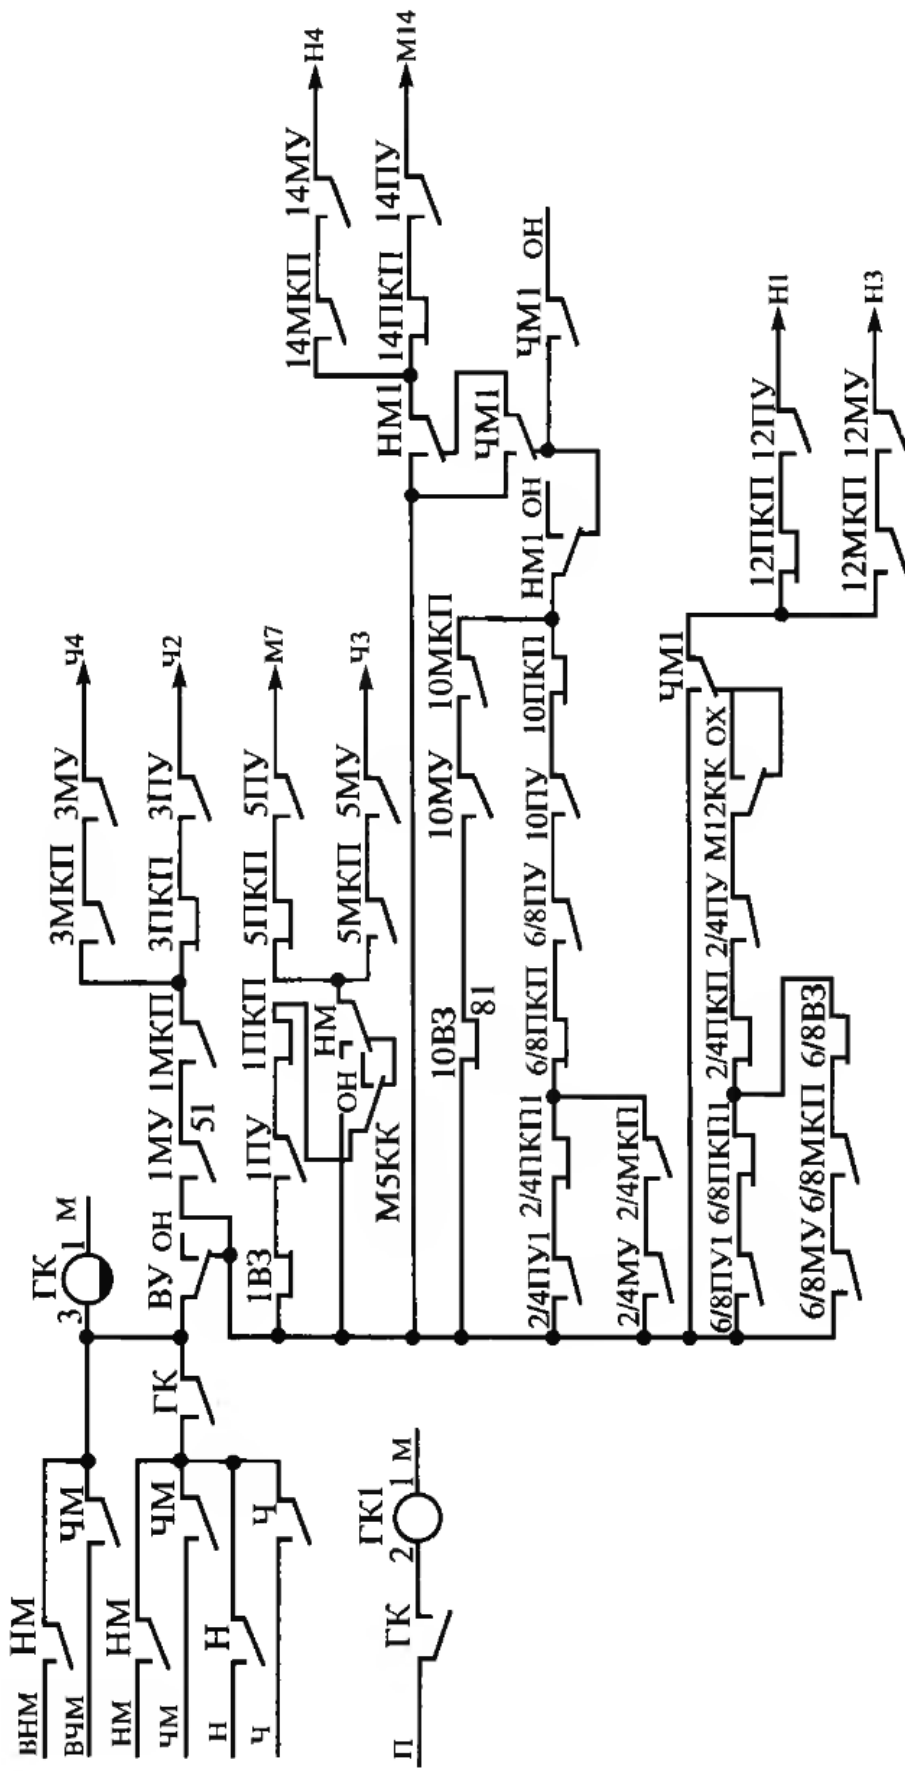 ВНМ
НМ
ВЧМ
ЧМ
НМ
НМ
ЧМ
ЧМ
Н
Н
Ч
Ч
ГК
ГК
3
1
М
П
ГК
ГК1
2
1
М
ВУ
ОН
1МУ
51
1МКП
3МКП
3МУ
Ч4
3ПКП
3ПУ
Ч2
1ВЗ
1ПУ
1ПКП
5ПКП
5ПУ
М7
М5КК
ОН
НМ
5МКП
5МУ
Ч3
НМ1
14МКП
14МУ
Н4
14ПКП
14ПУ
М14
ЧМ1
10ВЗ
81
10МУ
10МКП
2/4ПУ1
2/4ПКП1
6/8ПКП
6/8ПУ
10ПУ
10ПКП
НМ1
ОН
ЧМ1
ОН
2/4МУ
2/4МКП
ЧМ1
6/8ПУ1
6/8ПКП1
2/4ПКП
2/4ПУ
М12КК
ОХ
12ПКП
12ПУ
Н1
6/8МУ
6/8МКП
6/8ВЗ
12МКП
12МУ
Н3